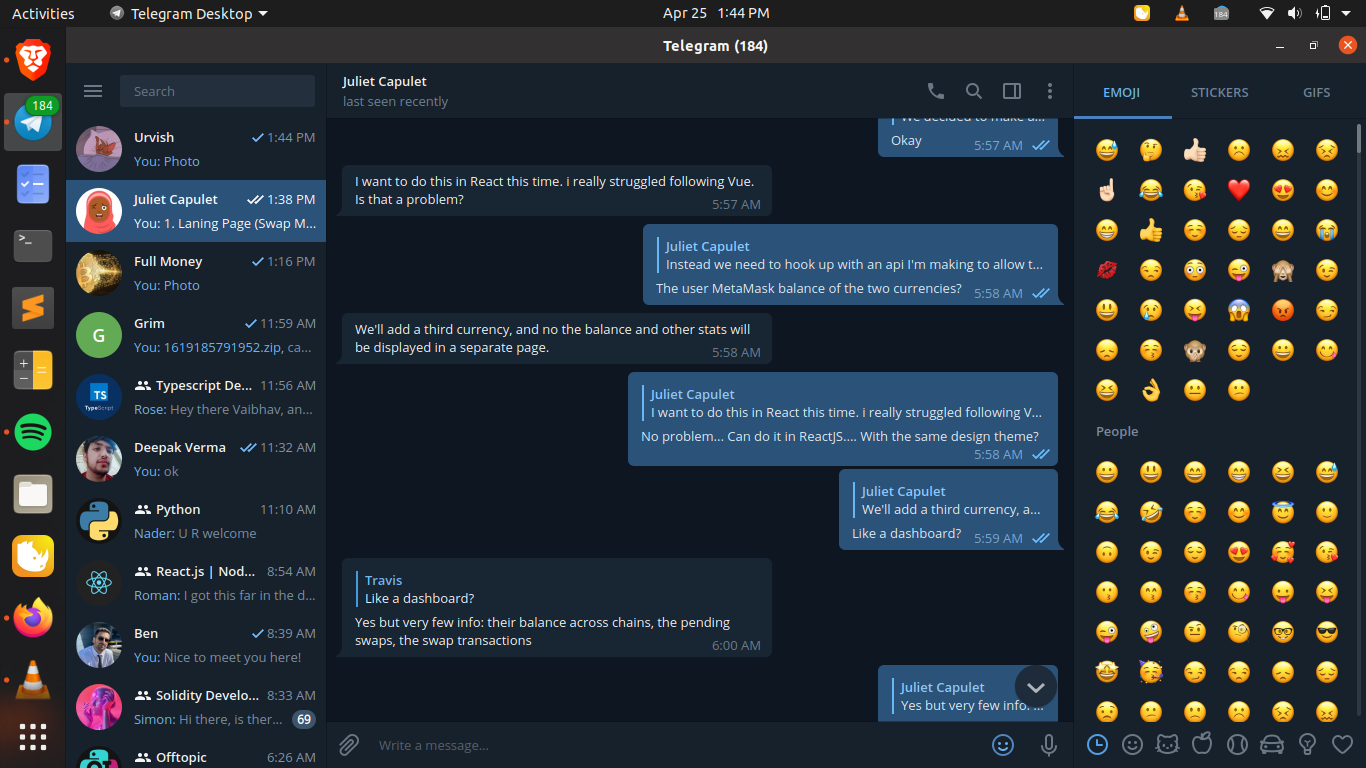 Activities
Telegram Desktop
Apr 25 1:44 PM
184
Telegram (184)
184
Search
Urvish
1:44 PM
You: Photo
Juliet Capulet
1:38 PM
You: 1. Laning Page (Swap M...
Full Money
1:16 PM
You: Photo
G
Grim
11:59 AM
You: 1619185791952.zip, ca...
TS
TypeScript
Typescript De...
11:56 AM
Rose: Hey there Vaibhav, an...
Deepak Verma
11:32 AM
You: ok
Python
11:10 AM
Nader: U R welcome
React.js | Nod...
8:54 AM
Roman: I got this far in the d...
Ben
8:39 AM
You: Nice to meet you here!
Solidity Develo...
8:33 AM
Simon: Hi there, is ther...
69
Offtopic
6:26 AM
Juliet Capulet
last seen recently
We decided to make a...
Okay
5:57 AM
I want to do this in React this time. i really struggled following Vue.
Is that a problem?
5:57 AM
Juliet Capulet
Instead we need to hook up with an api I'm making to allow t...
The user MetaMask balance of the two currencies?
5:58 AM
We'll add a third currency, and no the balance and other stats will
be displayed in a separate page.
5:58 AM
Juliet Capulet
I want to do this in React this time. i really struggled following V...
No problem... Can do it in ReactJS.... With the same design theme?
5:58 AM
Juliet Capulet
We'll add a third currency, a...
Like a dashboard?
5:59 AM
Travis
Like a dashboard?
Yes but very few info: their balance across chains, the pending
swaps, the swap transactions
6:00 AM
Juliet Capulet
Yes but very few info: ...
Write a message...
EMOJI
STICKERS
GIFS
People